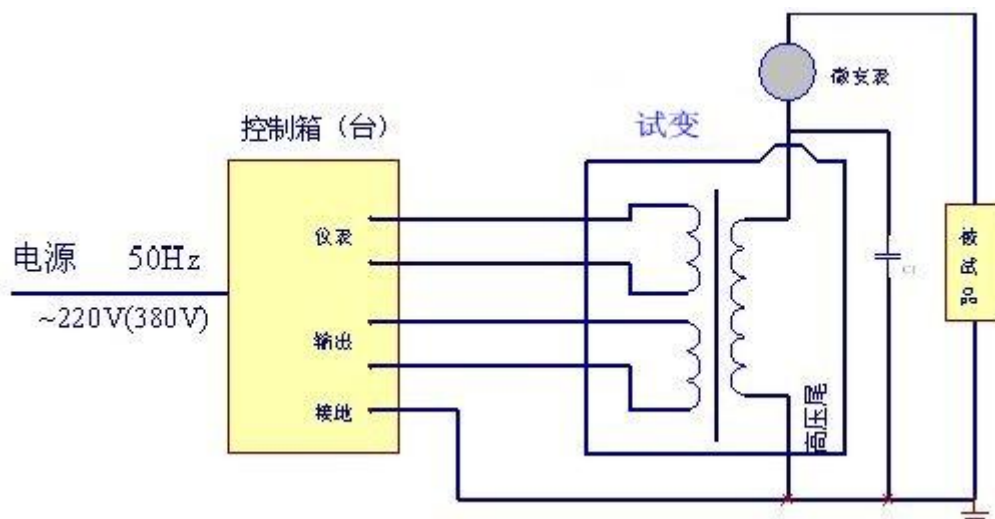 微安表
试变
控制箱（台）
仪表
电源 50Hz
~220V(380V)
输出
接地
高压尾
被试品